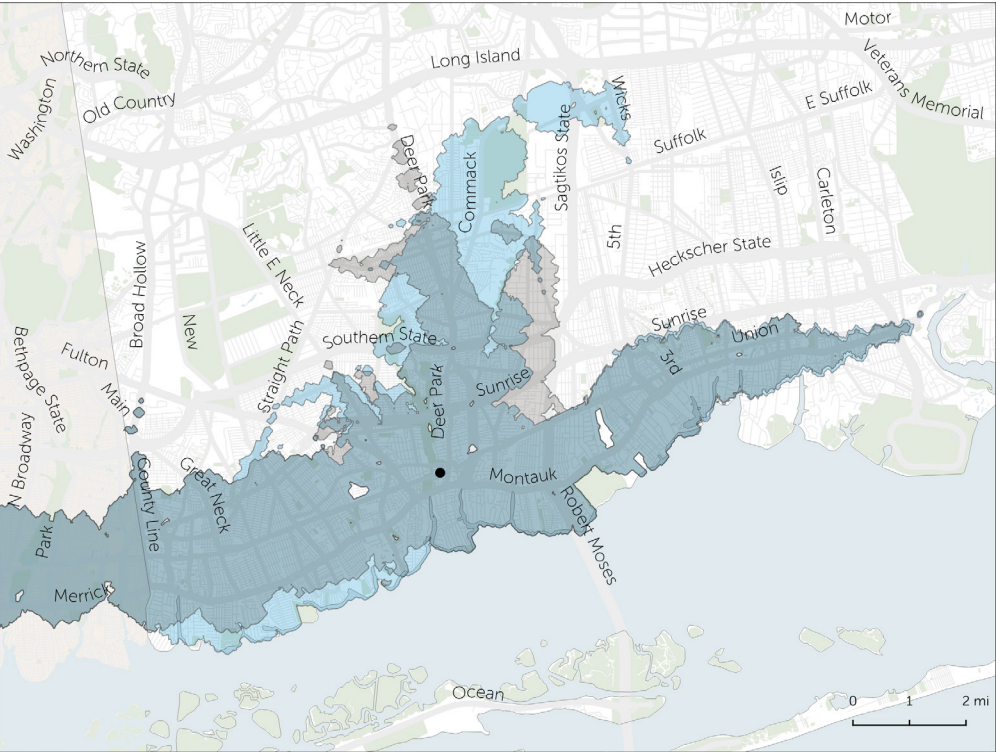 Motor
Northern State
Long Island
Veterans Memorial
Washington
Old Country
Wicks
E Suffolk
Sagtikos State
Suffolk
Deer Park
Commack
Islip
Carleton
5th
Little E Neck
Heckscher State
Broad Hollow
New
Southern State
Sunrise
Union
Bethpage State
Fulton
Straight Path
3rd
Main
Deer Park
Sunrise
N Broadway
County Line
Great Neck
Montauk
Park
Robert Moses
Merrick
Ocean
0 1 2 mi